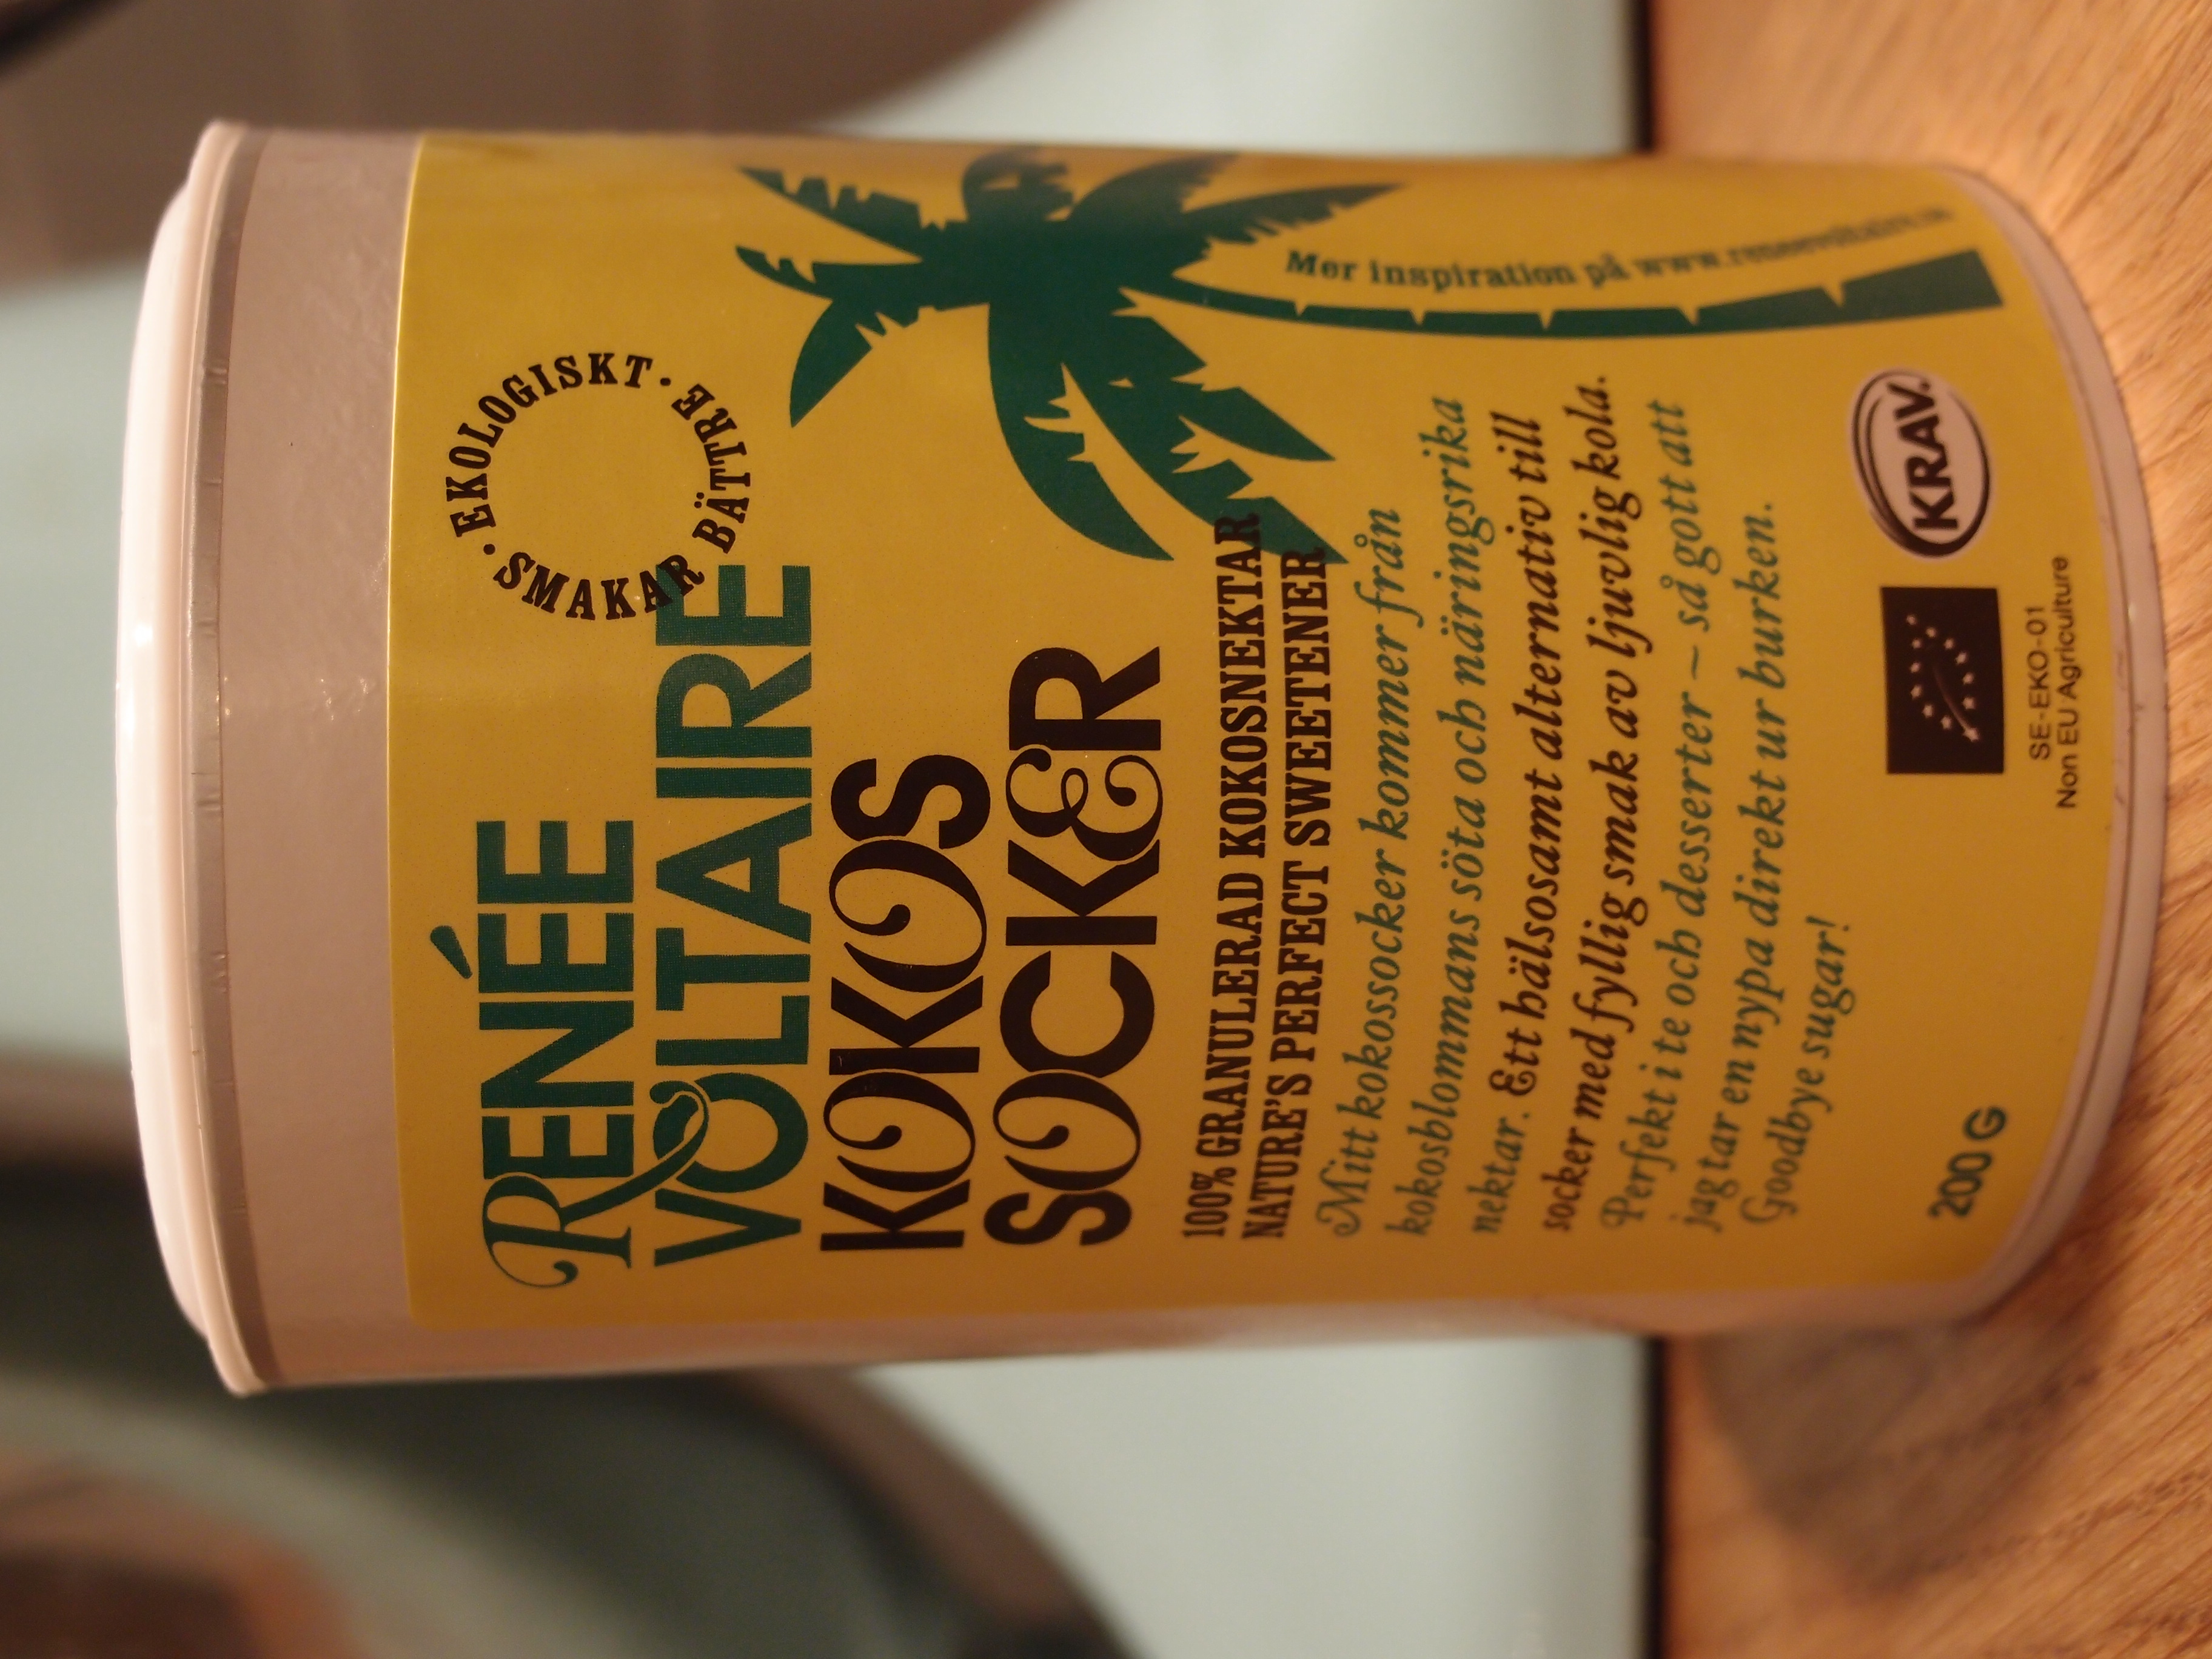 · EKOLOGISKT · SMAKAR BÄTTRE
RENÉE
VOLTAIRE
KOKOS
SOCKER
100% GRANULERAD KOKOSNEKTAR
NATURE'S PERFECT SWEETENER
Mitt kokossocker kommer från
kokosblommans söta och näringsrika
nektar. Ett hälsosamt alternativ till
socker med fyllig smak av ljuvlig kola.
Perfekt i te och desserter – så gott att
jag tar en nypa direkt ur burken.
Goodbye sugar!
Mer inspiration på www.reneevoltaire.se
200 G
SE-EKO-01
Non EU Agriculture
KRAV